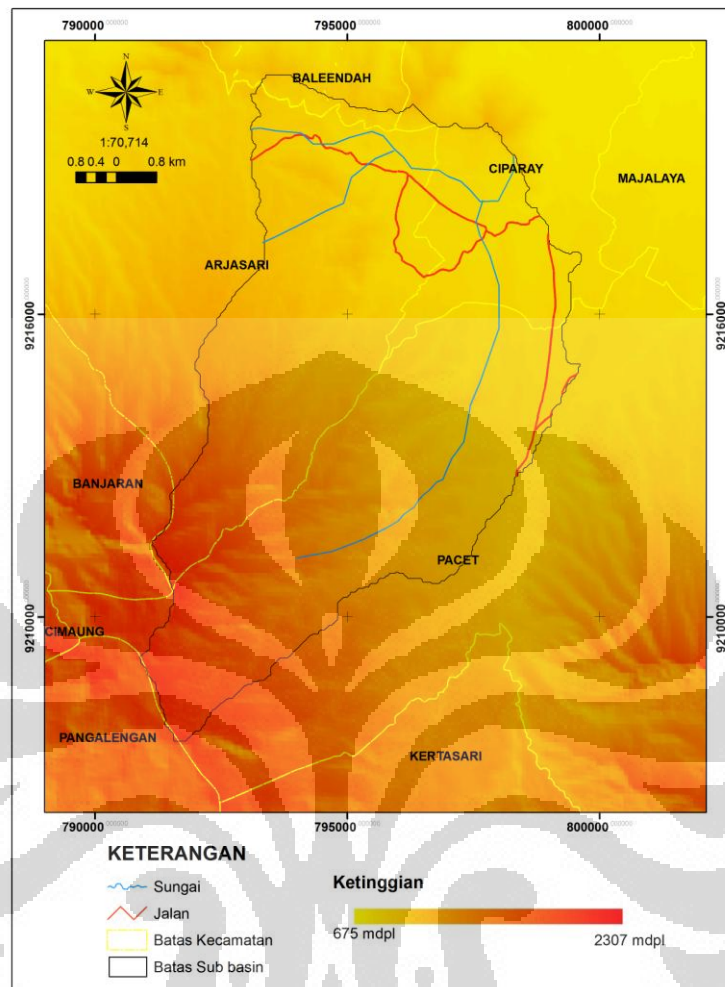 790000 795000 800000
BALEENDAH
N
W E
S
1:70,714
0.8 0.4 0 0.8 km
CIPARAY
MAJALAYA
ARJASARI
9216000 9216000
BANJARAN
PACET
9210000 9210000
CIMAUNG
PANGALENGAN
KERTASARI
790000 795000 800000
KETERANGAN
Sungai
Jalan
Batas Kecamatan
Batas Sub basin
Ketinggian
675 mdpl 2307 mdpl